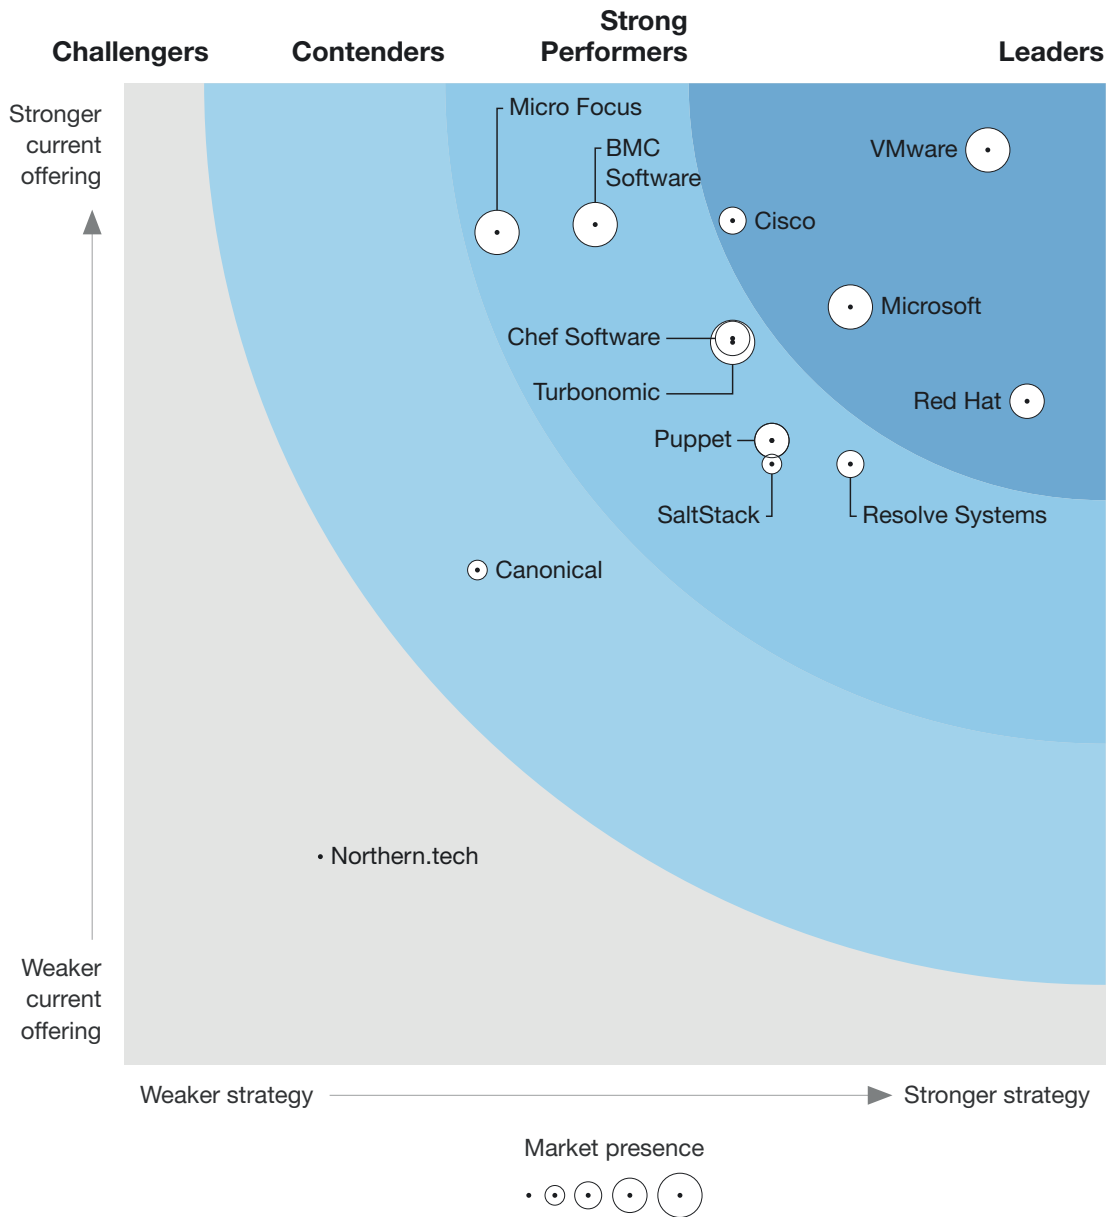 Challengers
Contenders
Strong
Performers
Leaders
Stronger
current
offering
Micro Focus
BMC
Software
VMware
Cisco
Microsoft
Chef Software
Turbonomic
Red Hat
Puppet
SaltStack
Resolve Systems
Canonical
Northern.tech
Weaker
current
offering
Weaker strategy
Stronger strategy
Market presence